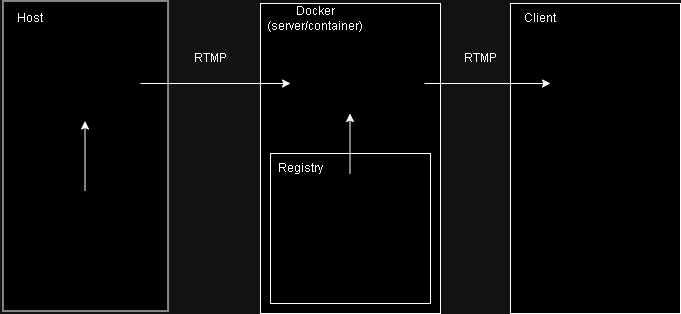 Host
Docker
(server/container)
Client
RTMP
RTMP
Registry